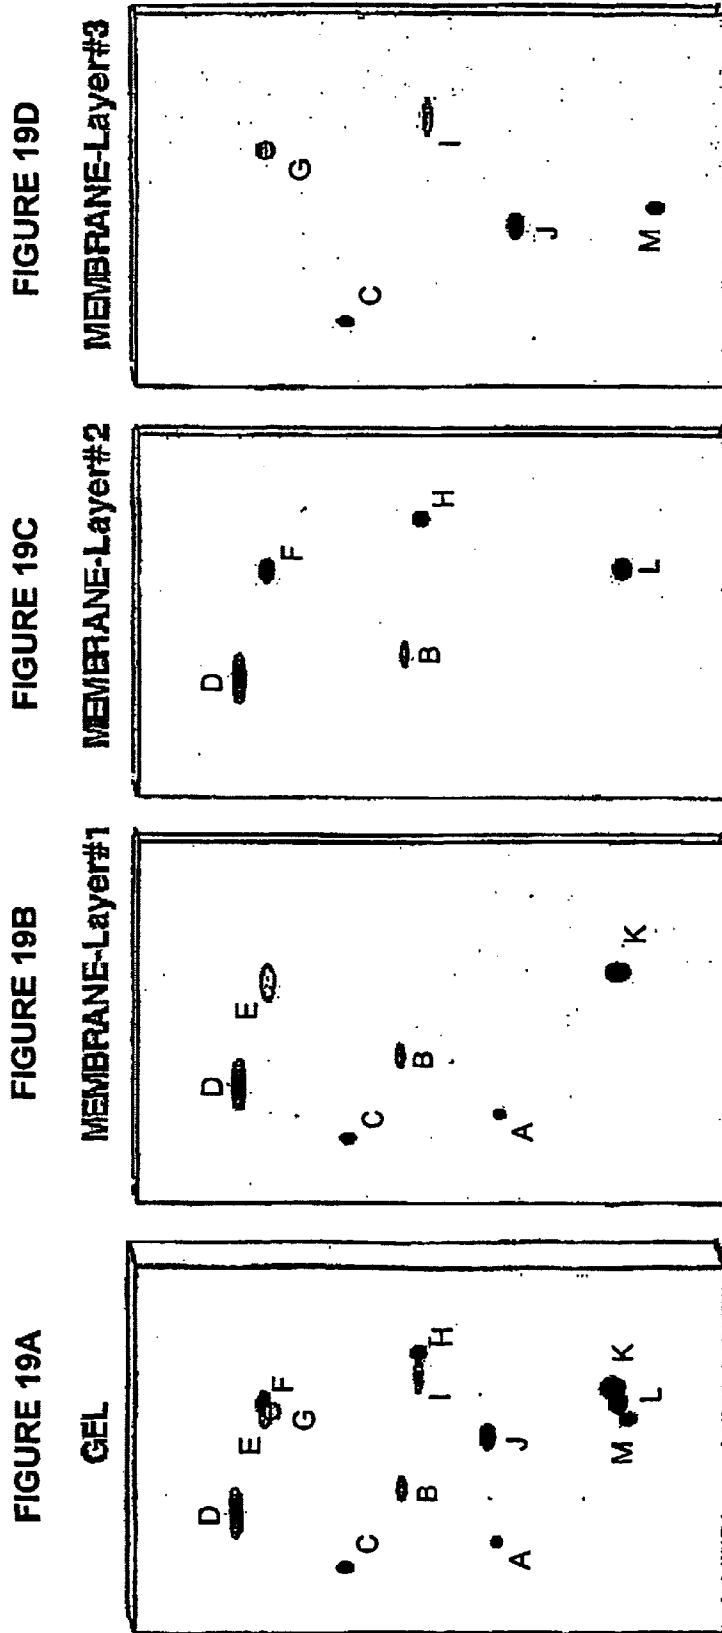 FIGURE 19A
GEL
D
E
F
G
C
B
I
H
J
A
M
L
K
FIGURE 19B
MEMBRANE-Layer#1
D
E
C
B
A
K
FIGURE 19C
MEMBRANE-Layer#2
D
F
B
H
L
FIGURE 19D
MEMBRANE-Layer#3
G
C
I
J
M